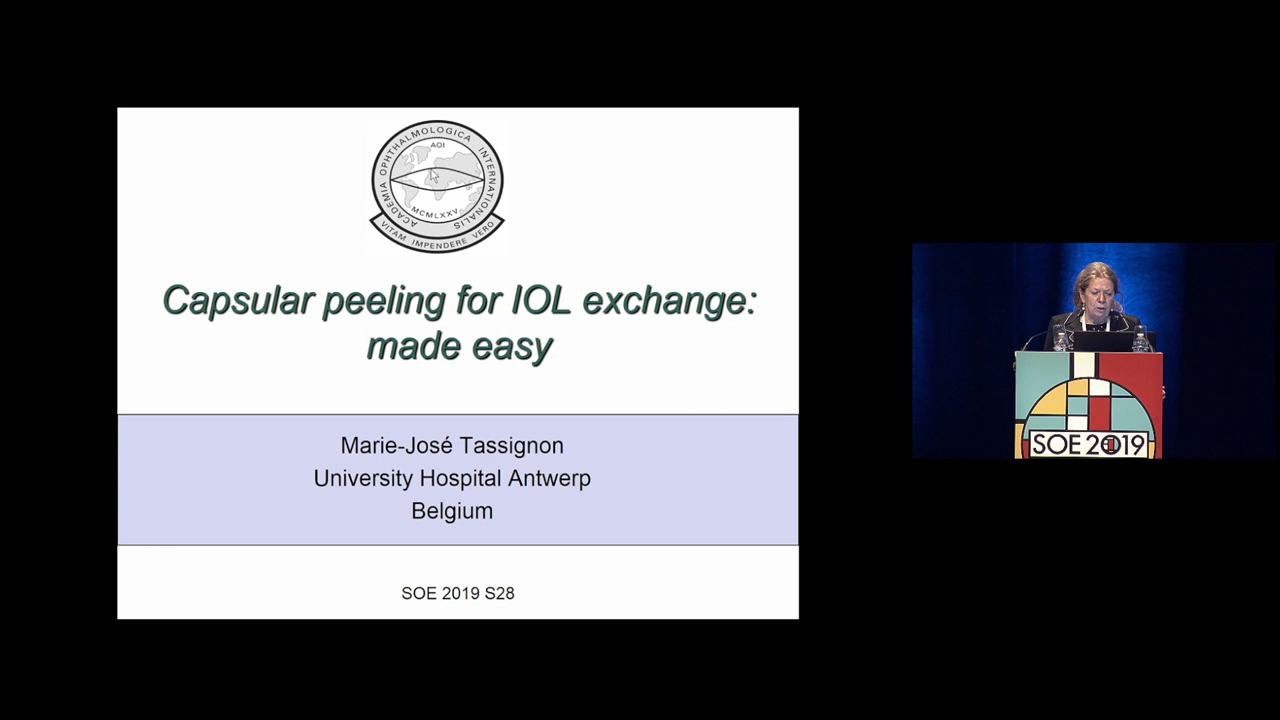 ACADEMIA OPHTHALMOLOGICA INTERNATIONALIS
AOI
MCMLXXV
VITAM IMPENDERE VERO
Capsular peeling for IOL exchange:
made easy
Marie-José Tassignon
University Hospital Antwerp
Belgium
SOE 2019 S28
SOE 2019